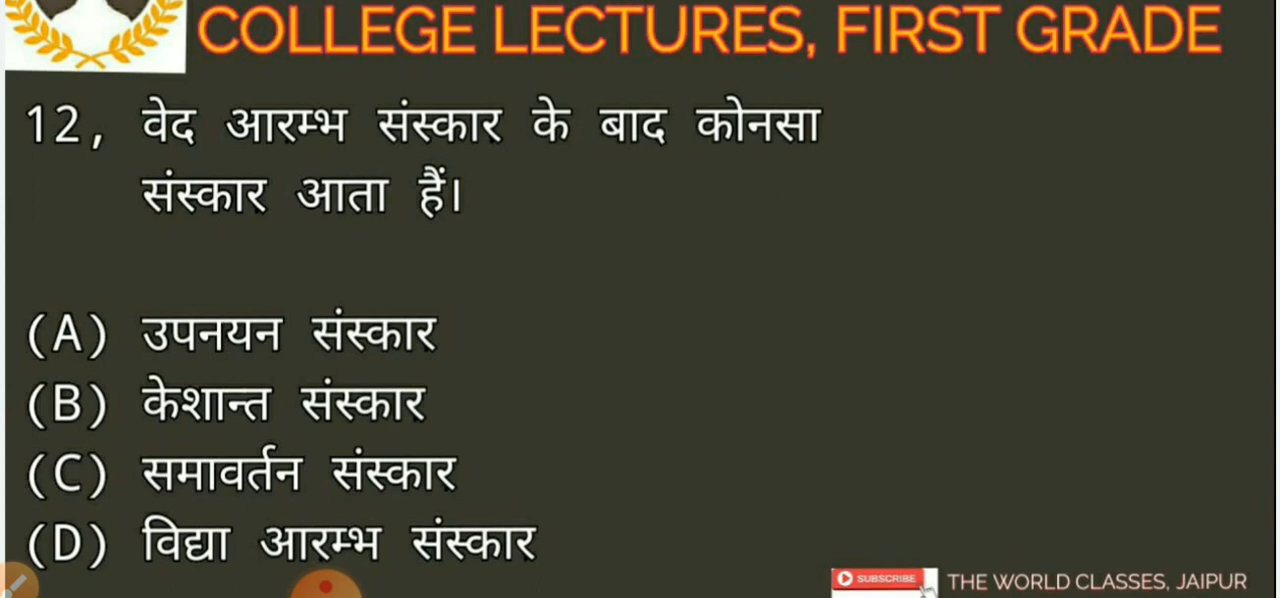 COLLEGE LECTURES, FIRST GRADE
12, वेद आरम्भ संस्कार के बाद कोनसा
संस्कार आता हैं।
(A) उपनयन संस्कार
(B) केशान्त संस्कार
(C) समावर्तन संस्कार
(D) विद्या आरम्भ संस्कार
SUBSCRIBE THE WORLD CLASSES, JAIPUR